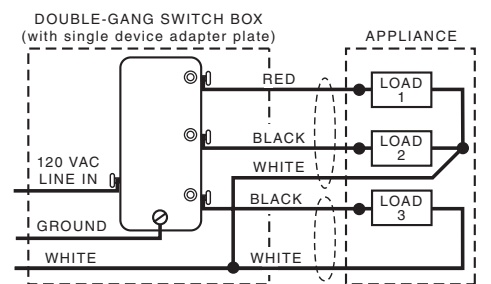 DOUBLE-GANG SWITCH BOX
(with single device adapter plate)
APPLIANCE
RED
LOAD
1
BLACK
LOAD
2
WHITE
120 VAC
LINE IN
BLACK
LOAD
3
GROUND
WHITE
WHITE